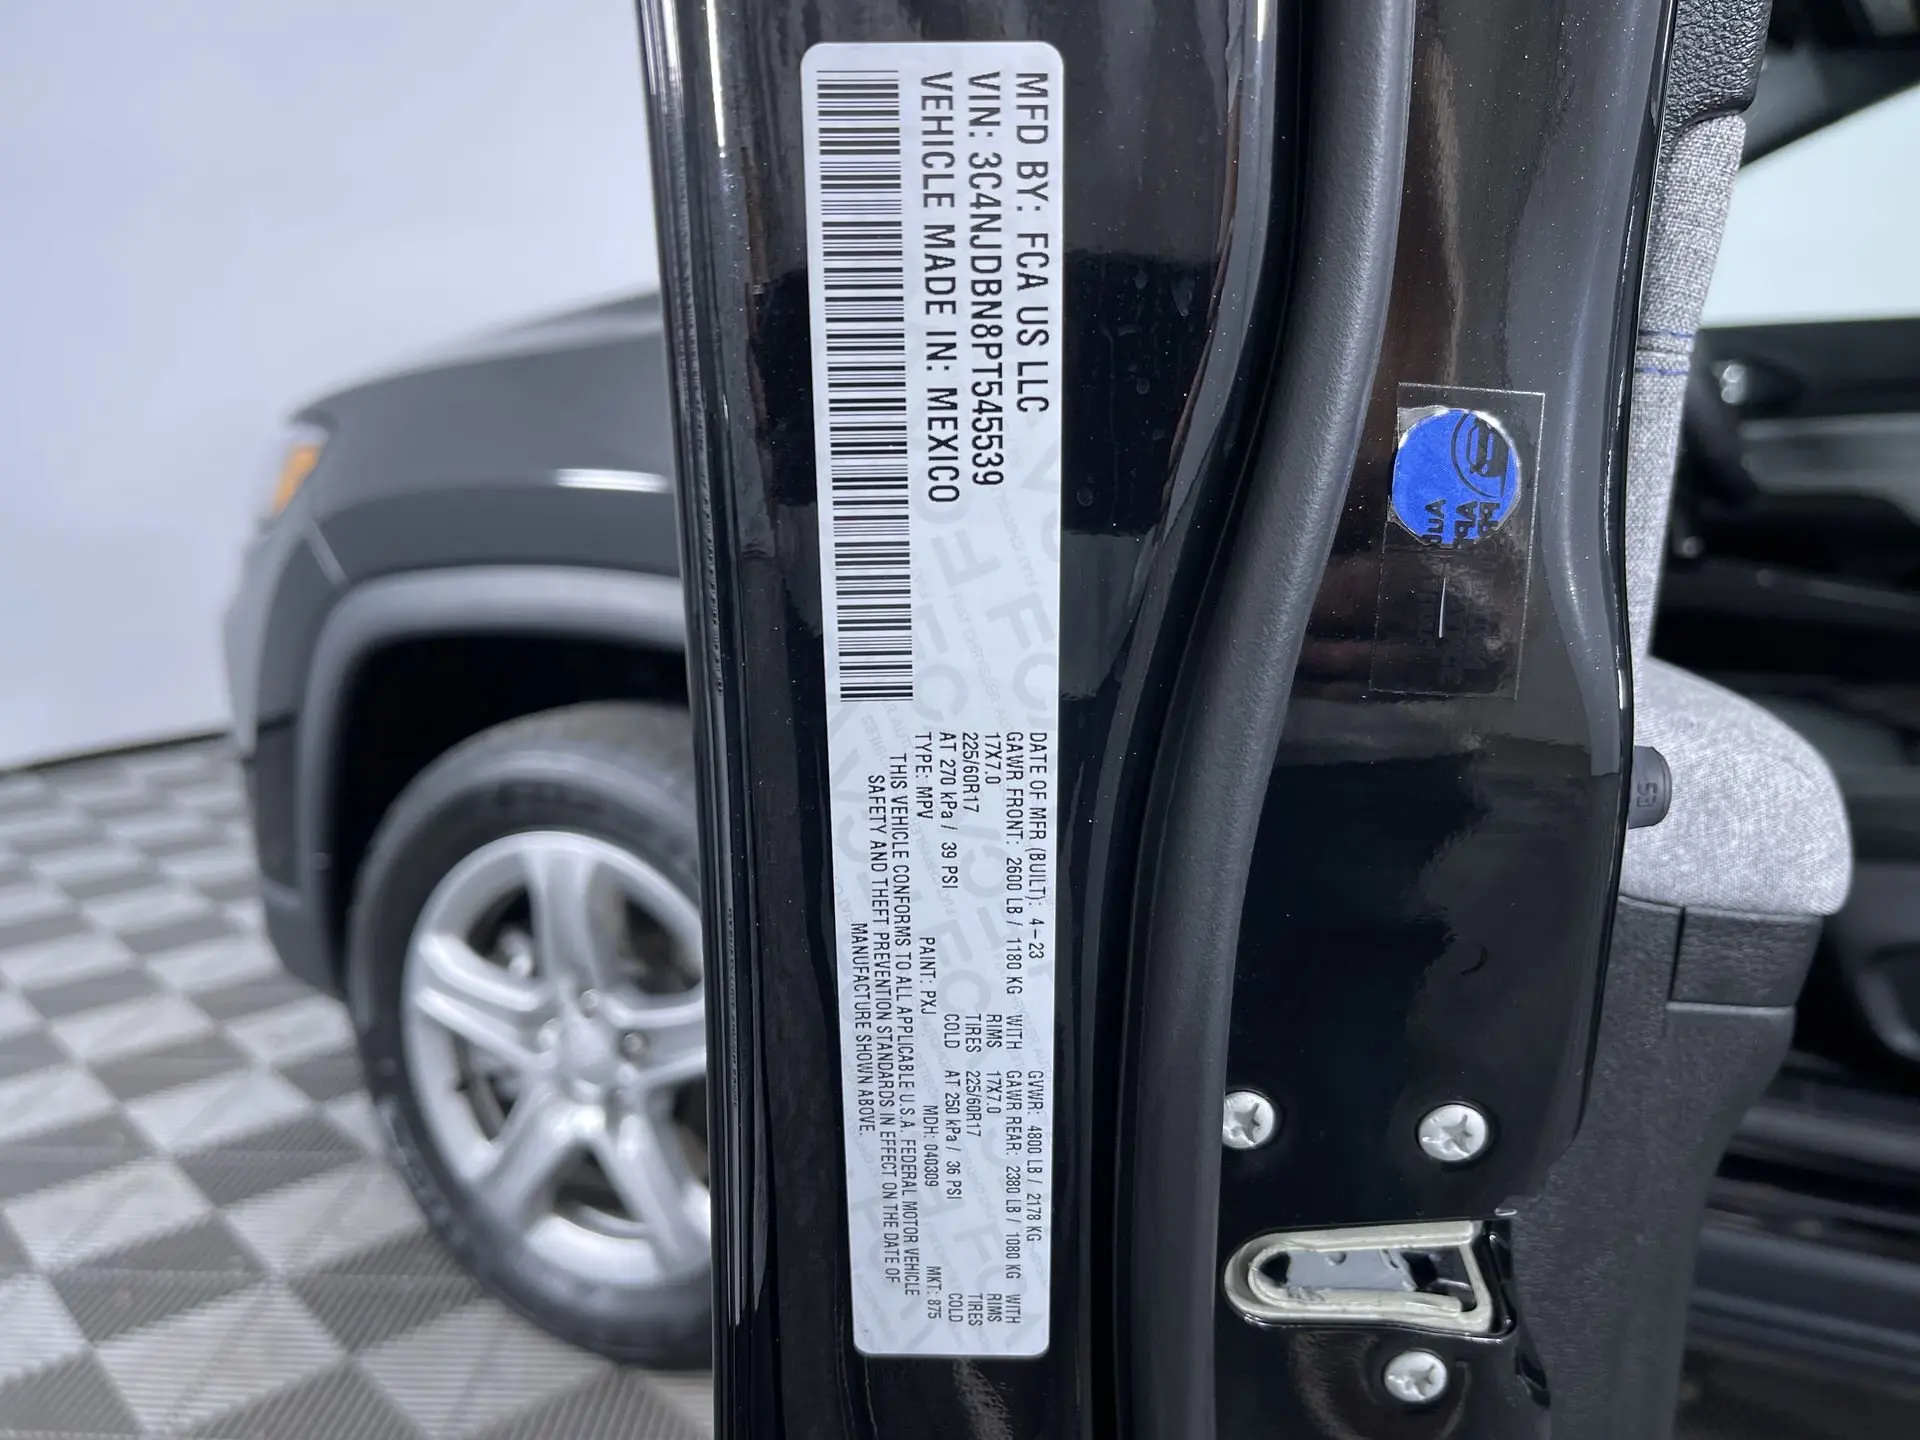 MFD BY: FCA US LLC
VIN: 3C4NJDBN8PT545539
VEHICLE MADE IN: MEXICO
DATE OF MFR (BUILT): 4-23 GVWR: 4800 LB / 2178 KG
GAWR FRONT: 2600 LB / 1180 KG WITH GAWR REAR: 2380 LB / 1080 KG WITH
17X7.0 RIMS 17X7.0 RIMS
225/60R17 TIRES 225/60R17 TIRES
AT 270 kPa / 39 PSI COLD AT 250 kPa / 36 PSI COLD
TYPE: MPV PAINT: PXJ MDH: 040309 MKT: 875
THIS VEHICLE CONFORMS TO ALL APPLICABLE U.S.A. FEDERAL MOTOR VEHICLE
SAFETY AND THEFT PREVENTION STANDARDS IN EFFECT ON THE DATE OF
MANUFACTURE SHOWN ABOVE.